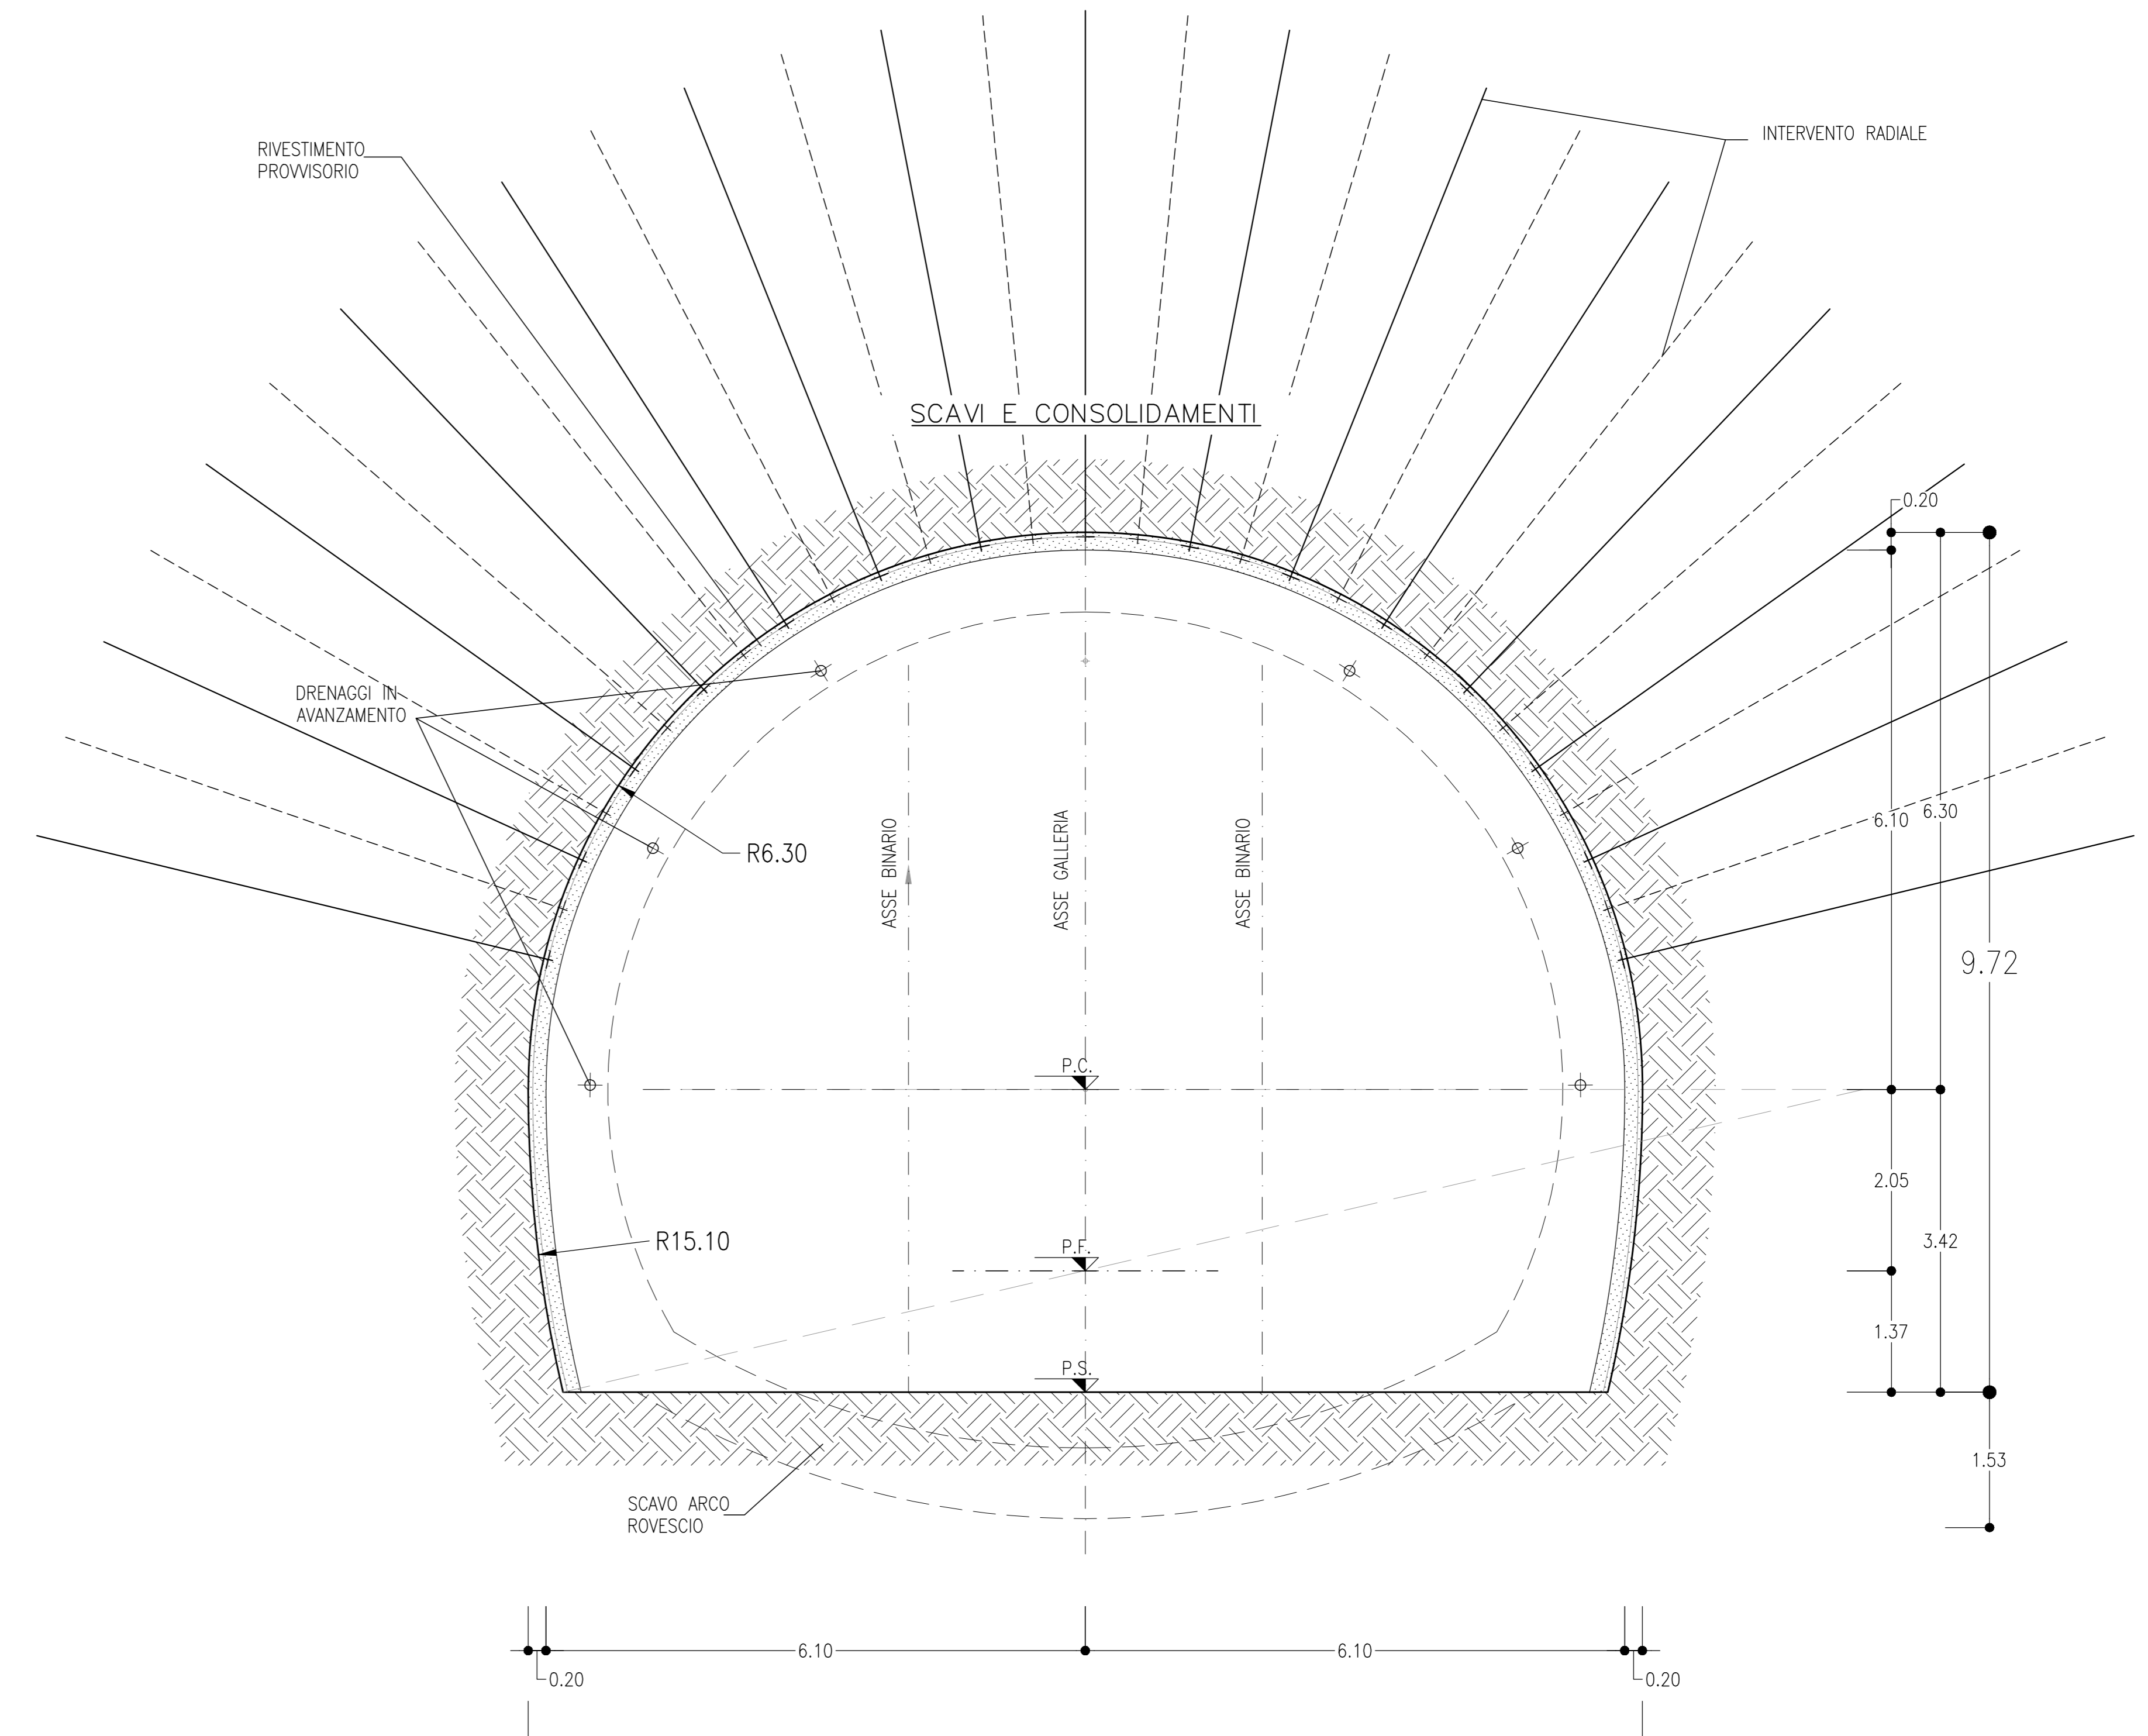 RIVESTIMENTO
PROVVISORIO
INTERVENTO RADIALE
SCAVI E CONSOLIDAMENTI
0.20
DRENAGGI IN
AVANZAMENTO
R6.30
ASSE BINARIO
ASSE GALLERIA
ASSE BINARIO
6.10
6.30
9.72
P.C.
2.05
R15.10
P.F.
3.42
1.37
P.S.
1.53
SCAVO ARCO
ROVESCIO
6.10
6.10
0.20
0.20